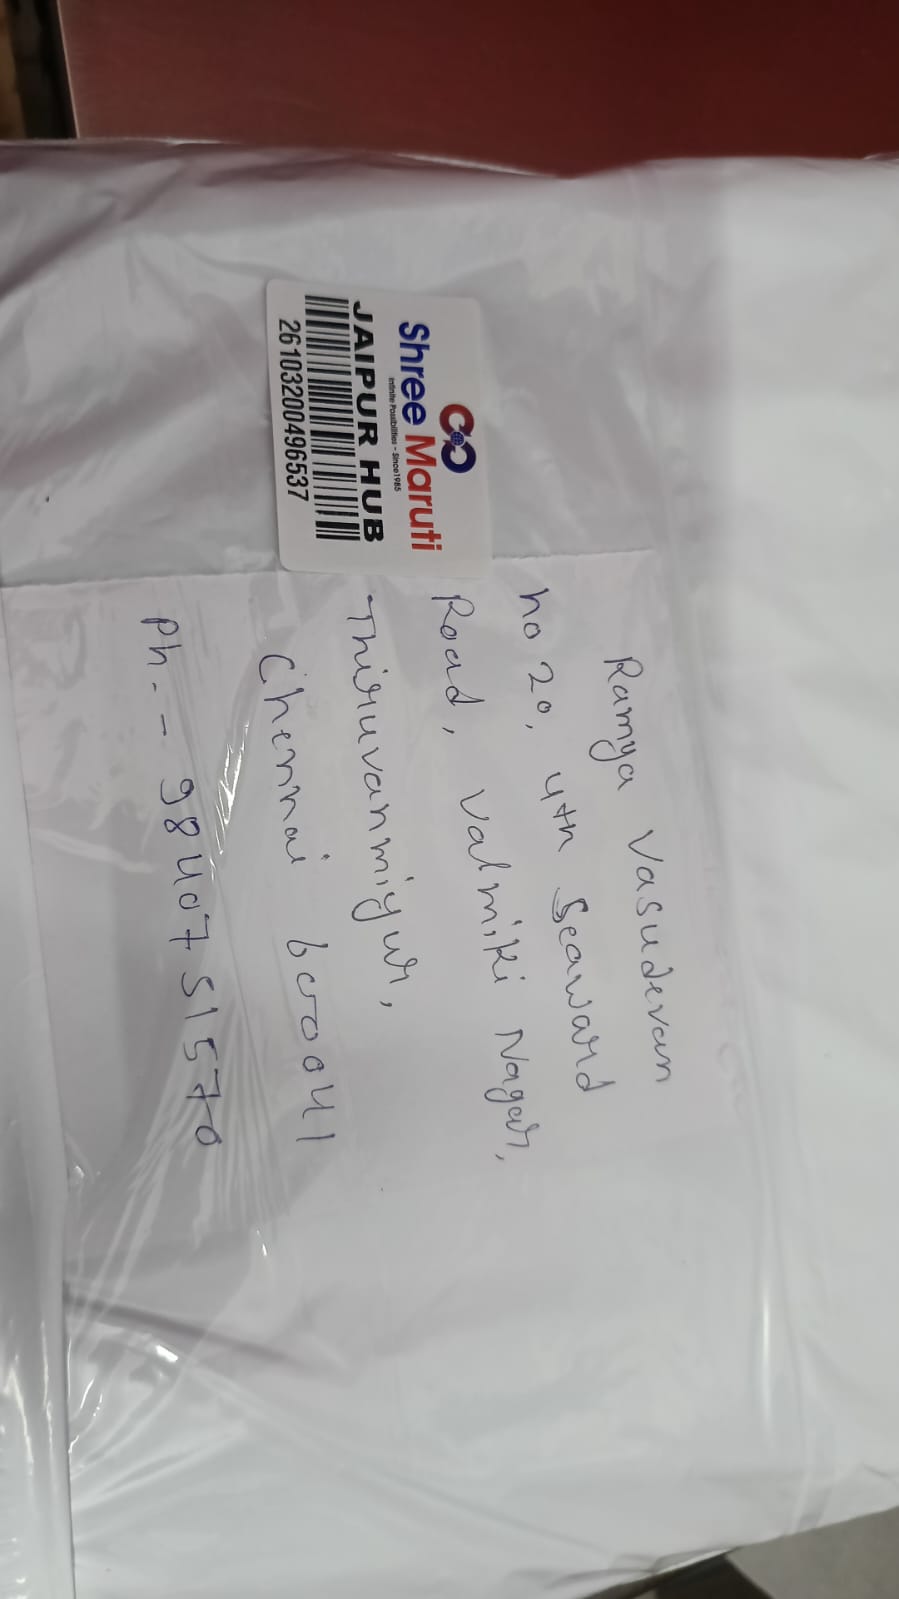 Shree Maruti
Infinite Possibilities - Since 1985
JAIPUR HUB
26103200496537
Ramya Vasudevan
no 20, 4th Seaward
Road, Valmiki Nagar,
Thiruvanmiyur,
Chennai 600041
Ph. - 9840751570